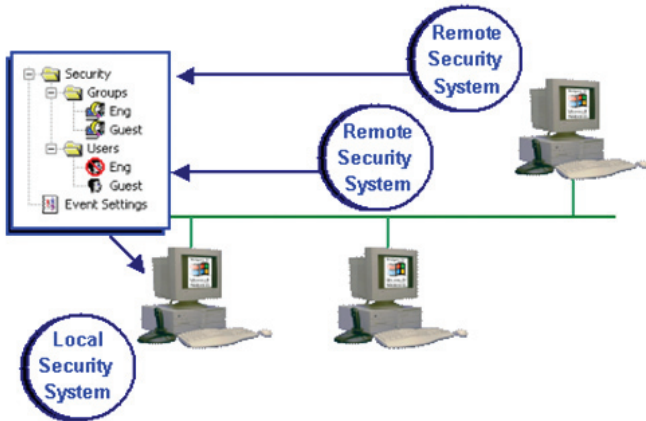 Remote
Security
System
Security
Groups
Eng
Guest
Users
Eng
Guest
Event Settings
Remote
Security
System
Local
Security
System